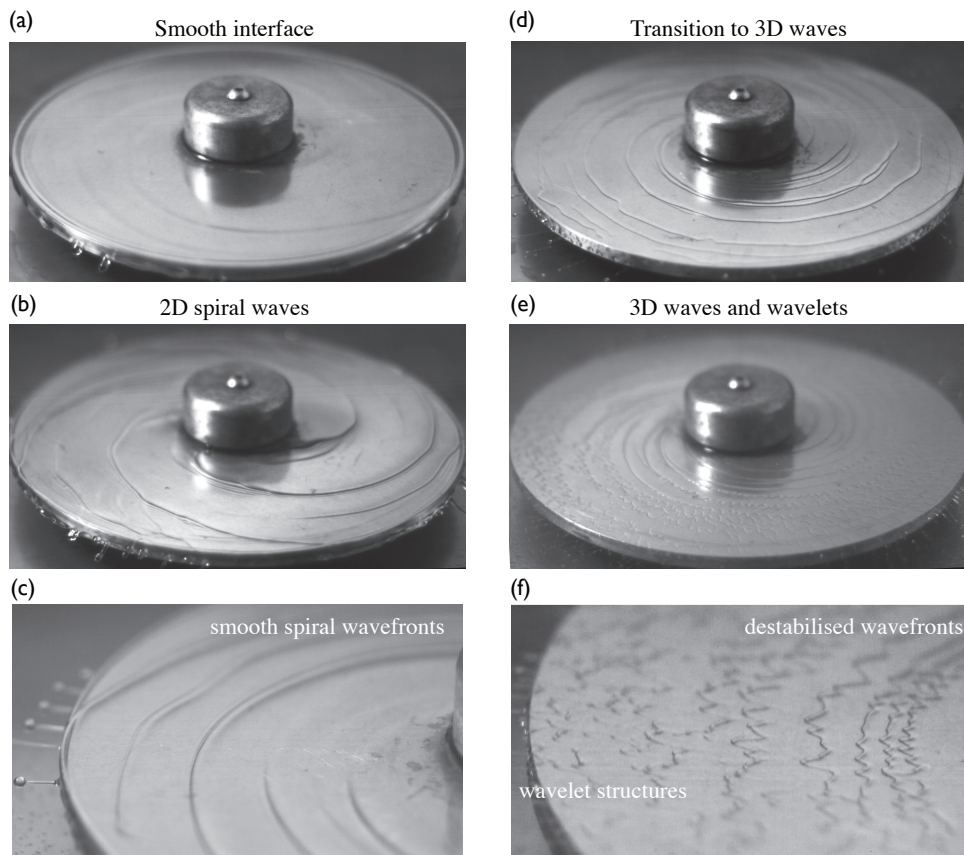 (a)
Smooth interface
(b)
2D spiral waves
(c)
smooth spiral wavefronts
(d)
Transition to 3D waves
(e)
3D waves and wavelets
(f)
destabilised wavefronts
wavelet structures